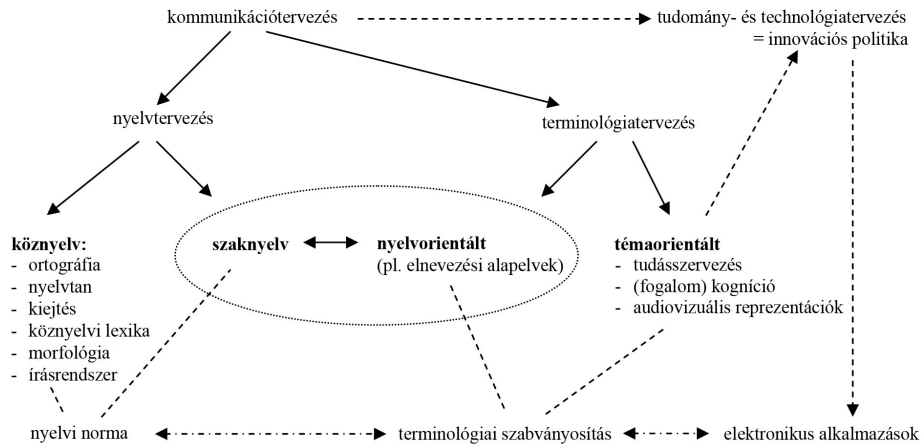 kommunikációtervezés
tudomány- és technológiatervezés
= innovációs politika
nyelvtervezés
terminológiatervezés
köznyelv:
- ortográfia
- nyelvtan
- kiejtés
- köznyelvi lexika
- morfológia
- írásrendszer
szaknyelv
nyelvorientált
(pl. elnevezési alapelvek)
témaorientált
- tudásszervezés
- (fogalom) kogníció
- audiovizuális reprezentációk
nyelvi norma
terminológiai szabványosítás
elektronikus alkalmazások